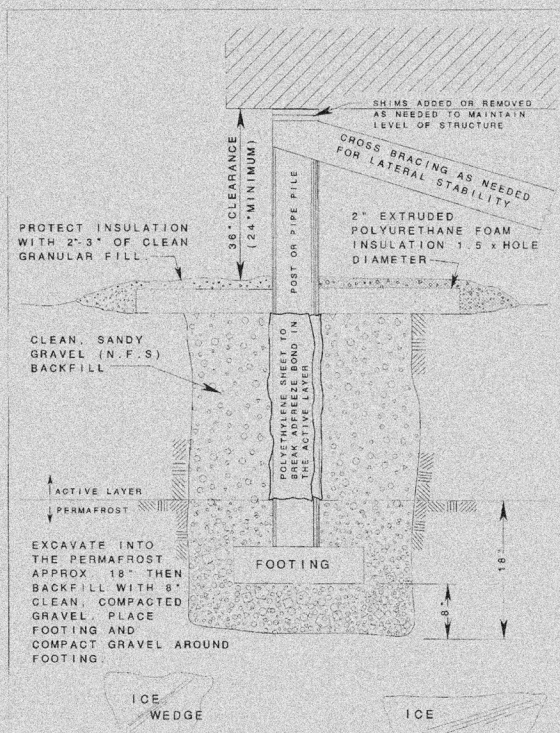 SHIMS ADDED OR REMOVED
AS NEEDED TO MAINTAIN
LEVEL OF STRUCTURE
CROSS BRACING AS NEEDED
FOR LATERAL STABILITY
36" CLEARANCE
(24" MINIMUM)
POST OR PIPE PILE
PROTECT INSULATION
WITH 2"-3" OF CLEAN
GRANULAR FILL.
2" EXTRUDED
POLYURETHANE FOAM
INSULATION 1.5 x HOLE
DIAMETER
CLEAN, SANDY
GRAVEL (N.F.S)
BACKFILL
POLYETHYLENE SHEET TO
BREAK ADFREEZE BOND IN
THE ACTIVE LAYER
ACTIVE LAYER
PERMAFROST
EXCAVATE INTO
THE PERMAFROST
APPROX 18" THEN
BACKFILL WITH 8"
CLEAN, COMPACTED
GRAVEL, PLACE
FOOTING AND
COMPACT GRAVEL AROUND
FOOTING.
FOOTING
8"
18"
ICE
WEDGE
ICE